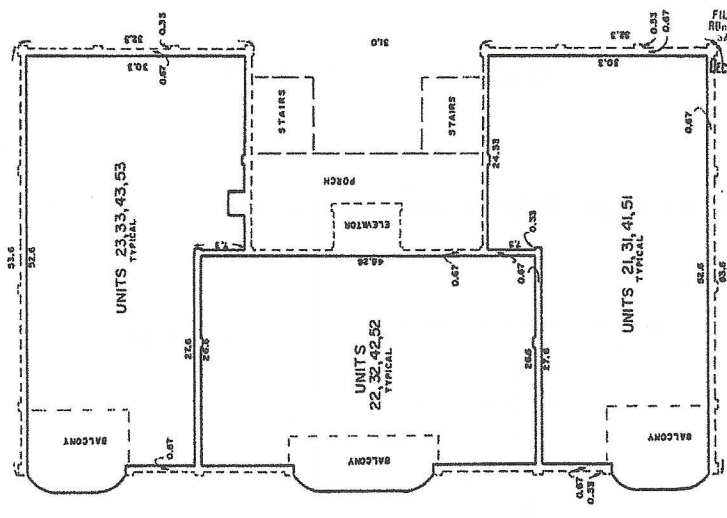 32.3
0.33
31.0
32.3
0.33
0.67
30.3
0.67
30.3
STAIRS
STAIRS
0.67
53.6
52.6
UNITS 23,33,43,53
TYPICAL
PORCH
24.33
ELEVATOR
7.3
7.3
0.33
0.67
0.67
UNITS 21,31,41,51
TYPICAL
52.6
53.6
27.6
26.6
UNITS
22,32,42,52
TYPICAL
26.6
27.6
BALCONY
BALCONY
BALCONY
0.67
0.67
0.33